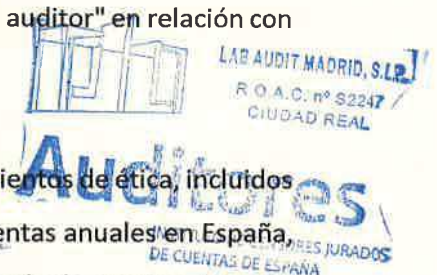 auditor" en relación con
LAB AUDIT MADRID, S.L.P.
R.O.A.C. nº S2247
CIUDAD REAL
Auditores
ientos de ética, incluidos
entas anuales en España,
JURADOS
DE CUENTAS DE ESPAÑA